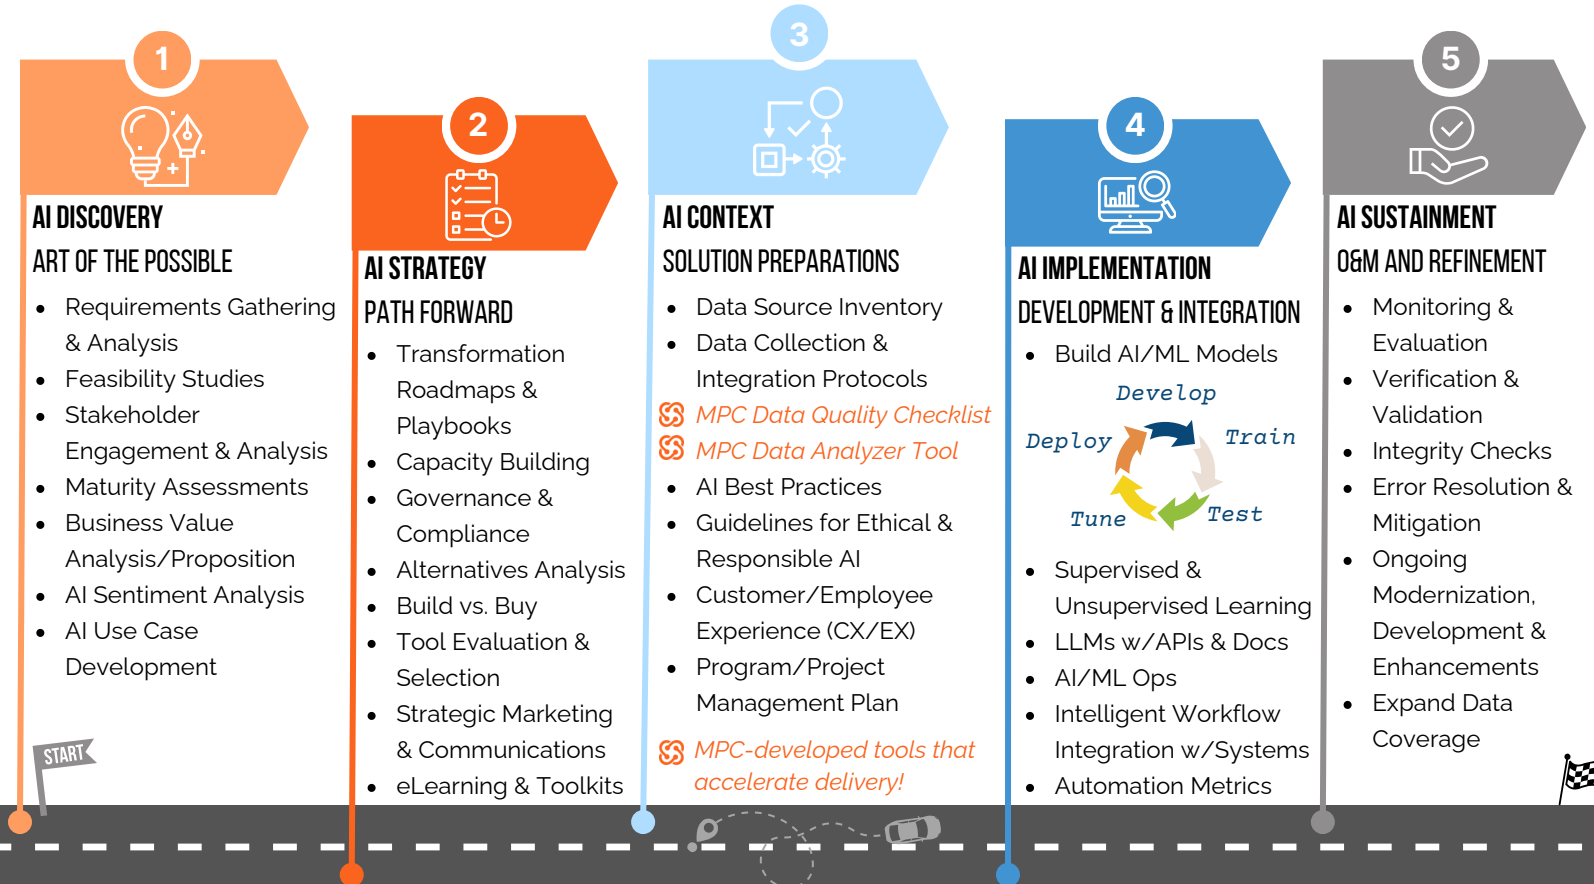 1
AI DISCOVERY
ART OF THE POSSIBLE
• Requirements Gathering
& Analysis
• Feasibility Studies
• Stakeholder
Engagement & Analysis
• Maturity Assessments
• Business Value
Analysis/Proposition
• AI Sentiment Analysis
• AI Use Case
Development
START
2
AI STRATEGY
PATH FORWARD
• Transformation
Roadmaps &
Playbooks
• Capacity Building
• Governance &
Compliance
• Alternatives Analysis
• Build vs. Buy
• Tool Evaluation &
Selection
• Strategic Marketing
& Communications
• eLearning & Toolkits
3
AI CONTEXT
SOLUTION PREPARATIONS
• Data Source Inventory
• Data Collection &
Integration Protocols
MPC Data Quality Checklist
MPC Data Analyzer Tool
• AI Best Practices
• Guidelines for Ethical &
Responsible AI
• Customer/Employee
Experience (CX/EX)
• Program/Project
Management Plan
MPC-developed tools that
accelerate delivery!
4
AI IMPLEMENTATION
DEVELOPMENT & INTEGRATION
• Build AI/ML Models
Develop
Train
Test
Tune
Deploy
• Supervised &
Unsupervised Learning
• LLMs w/APIs & Docs
• AI/ML Ops
• Intelligent Workflow
Integration w/Systems
• Automation Metrics
5
AI SUSTAINMENT
O&M AND REFINEMENT
• Monitoring &
Evaluation
• Verification &
Validation
• Integrity Checks
• Error Resolution &
Mitigation
• Ongoing
Modernization,
Development &
Enhancements
• Expand Data
Coverage